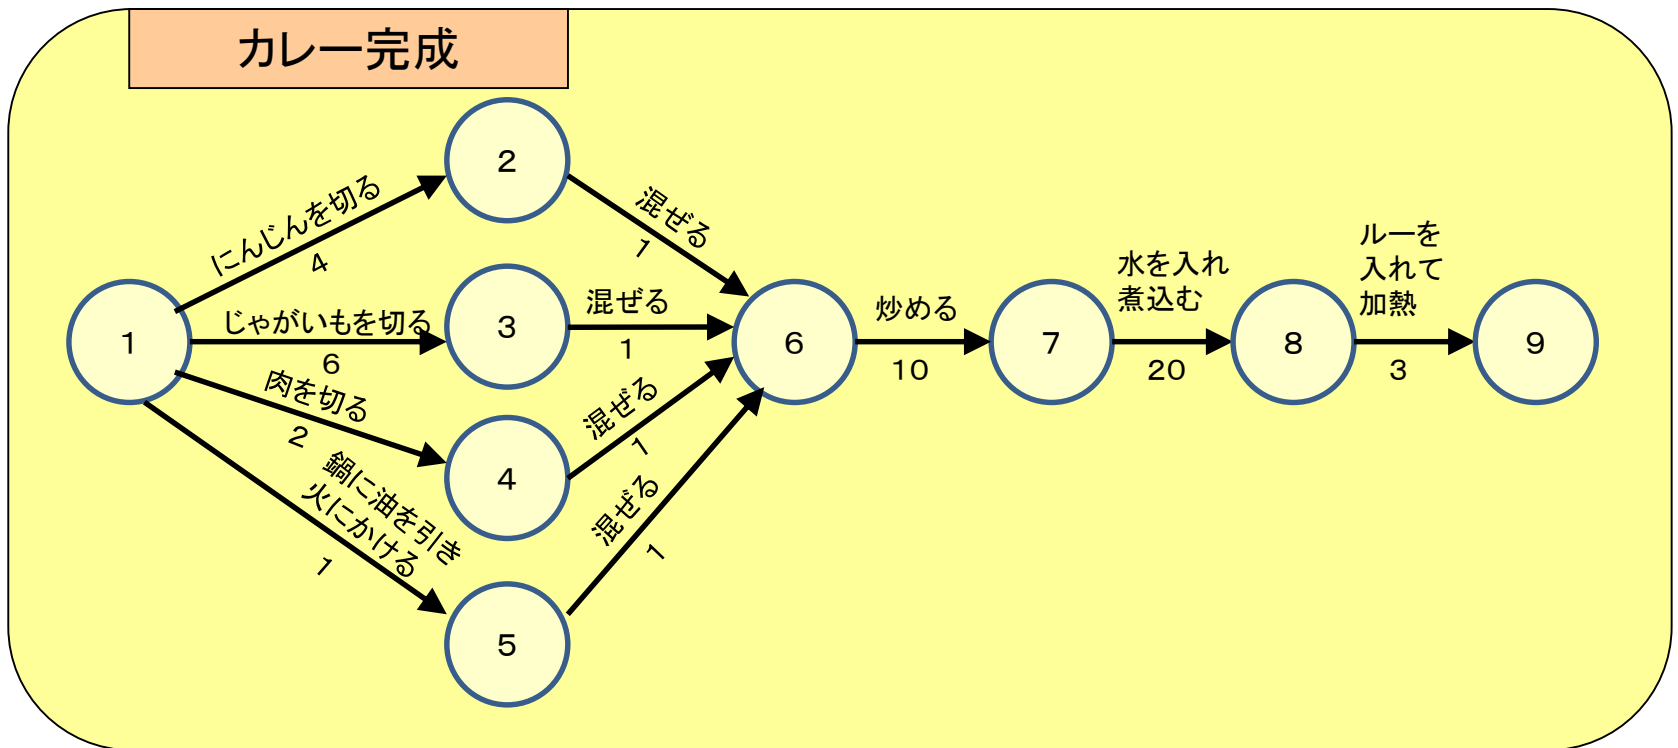 カレー完成
2
にんじんを切る
4
混ぜる
1
1
じゃがいもを切る
6
3
混ぜる
1
肉を切る
2
4
混ぜる
1
鍋に油を引き
火にかける
1
5
混ぜる
1
6
炒める
10
7
水を入れ
煮込む
20
8
ルーを
入れて
加熱
3
9